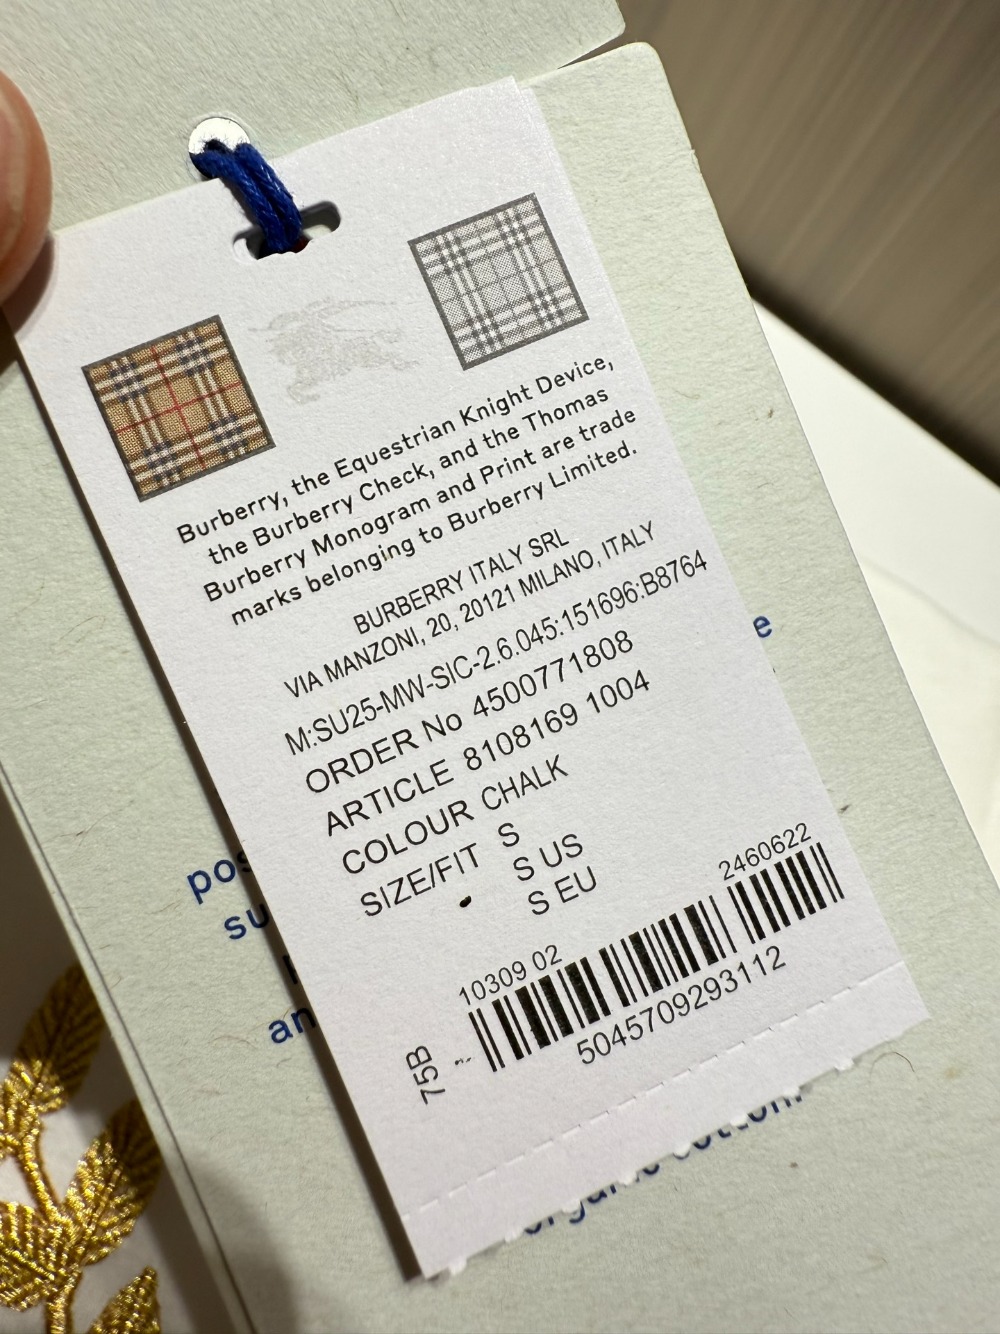 Burberry, the Equestrian Knight Device,
the Burberry Check, and the Thomas
Burberry Monogram and Print are trade
marks belonging to Burberry Limited.
BURBERRY ITALY SRL
VIA MANZONI, 20, 20121 MILANO, ITALY
M:SU25-MW-SIC-2.6.045:151696:B8764
ORDER No 4500771808
ARTICLE 8108169 1004
COLOUR CHALK
SIZE/FIT S
S US
S EU
10309 02 2460622
5045709293112
75B
organic cotton.